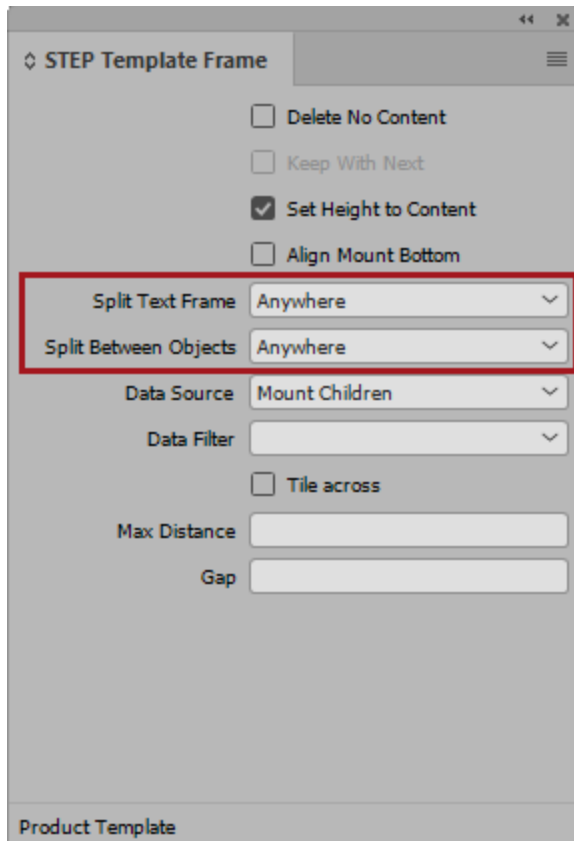 STEP Template Frame
Delete No Content
Keep With Next
Set Height to Content
Align Mount Bottom
Split Text Frame Anywhere
Split Between Objects Anywhere
Data Source Mount Children
Data Filter
Tile across
Max Distance
Gap
Product Template